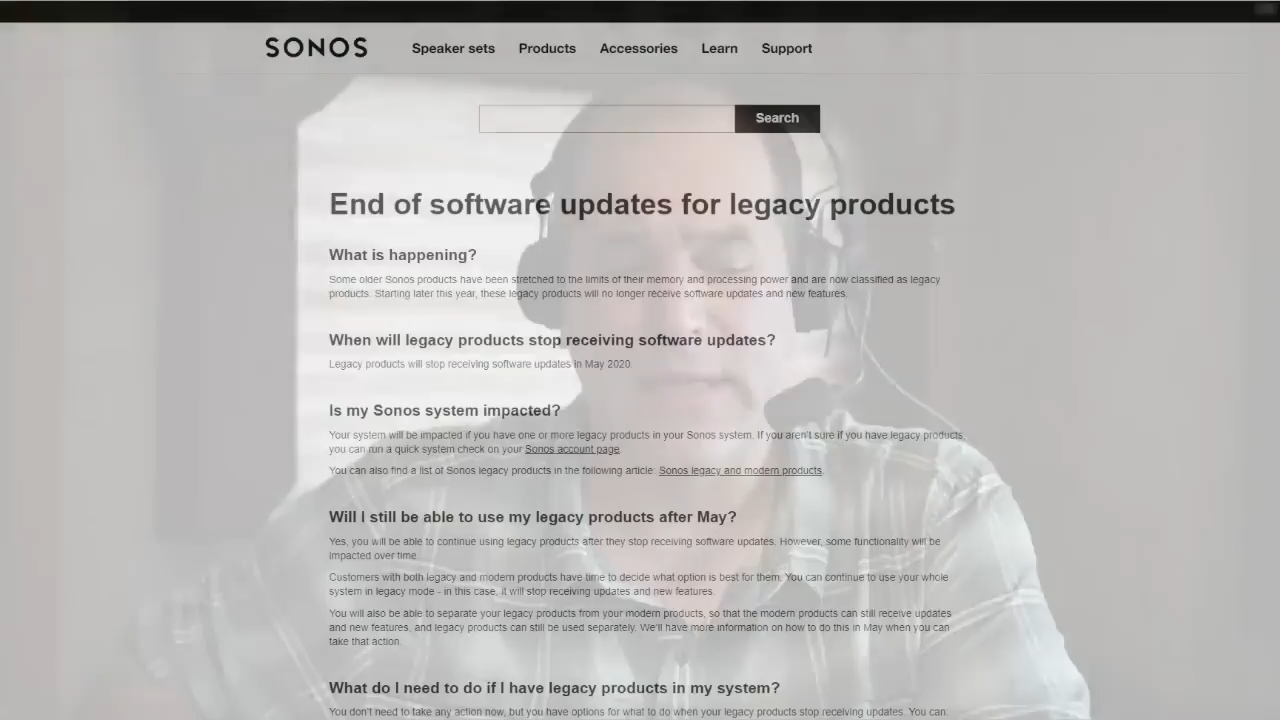 SONOS
Speaker sets Products Accessories Learn Support
Search
End of software updates for legacy products
What is happening?
Some older Sonos products have been stretched to the limits of their memory and processing power and are now classified as legacy
products. Starting later this year, these legacy products will no longer receive software updates and new features.
When will legacy products stop receiving software updates?
Legacy products will stop receiving software updates in May 2020.
Is my Sonos system impacted?
Your system will be impacted if you have one or more legacy products in your Sonos system. If you aren't sure if you have legacy products,
you can run a quick system check on your Sonos account page.
You can also find a list of Sonos legacy products in the following article: Sonos legacy and modern products.
Will I still be able to use my legacy products after May?
Yes, you will be able to continue using legacy products after they stop receiving software updates. However, some functionality will be
impacted over time.
Customers with both legacy and modern products have time to decide what option is best for them. You can continue to use your whole
system in legacy mode - in this case, it will stop receiving updates and new features.
You will also be able to separate your legacy products from your modern products, so that the modern products can still receive updates
and new features, and legacy products can still be used separately. We'll have more information on how to do this in May when you can
take that action.
What do I need to do if I have legacy products in my system?
You don't need to take any action now, but you have options for what to do when your legacy products stop receiving updates. You can: